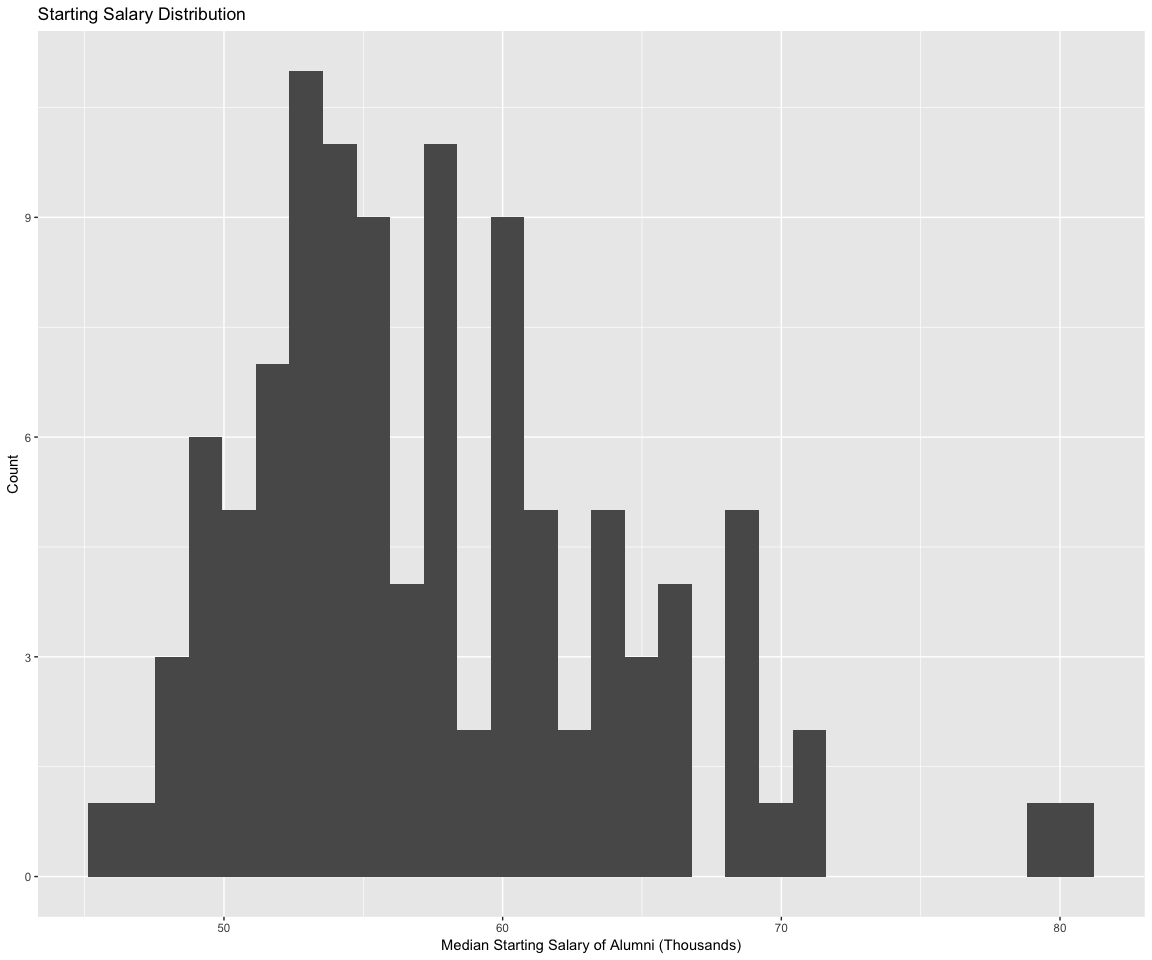 Starting Salary Distribution
9
6
3
0
Count
50 60 70 80
Median Starting Salary of Alumni (Thousands)